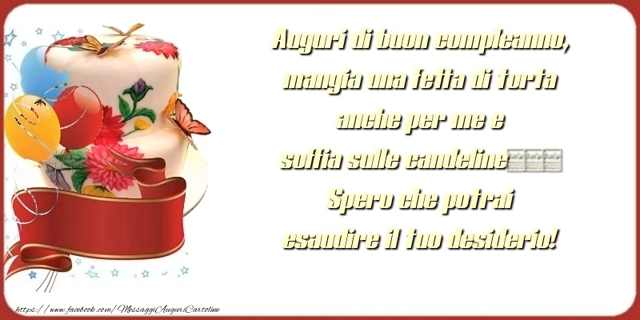 Auguri di buon compleanno,
mangia una fetta di torta
anche per me e
soffia sulle candeline
Spero che potrai
esaudire il tuo desiderio!
https://www.facebook.com/MessaggiAuguriCartoline